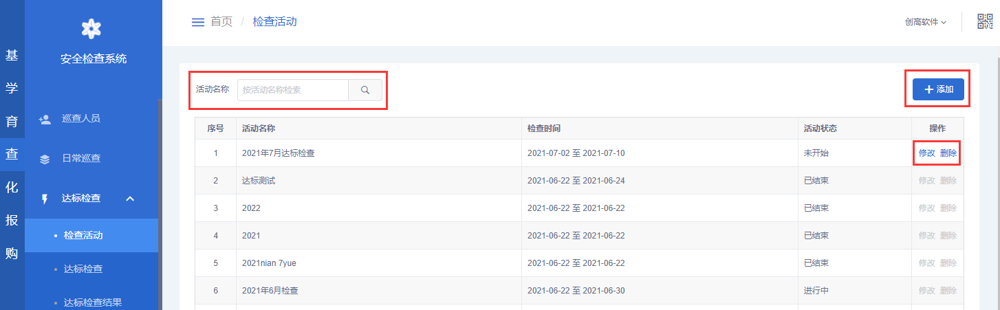 基
学
育
查
化
报
购
安全检查系统
巡查人员
日常巡查
达标检查
检查活动
达标检查
达标检查结果
首页 / 检查活动
创高软件
活动名称 按活动名称检索
添加
序号 活动名称 检查时间 活动状态 操作
1 2021年7月达标检查 2021-07-02 至 2021-07-10 未开始 修改 删除
2 达标测试 2021-06-22 至 2021-06-24 已结束 修改 删除
3 2022 2021-06-22 至 2021-06-22 已结束 修改 删除
4 2021 2021-06-22 至 2021-06-22 已结束 修改 删除
5 2021nian 7yue 2021-06-22 至 2021-06-22 已结束 修改 删除
6 2021年6月检查 2021-06-22 至 2021-06-30 进行中 修改 删除